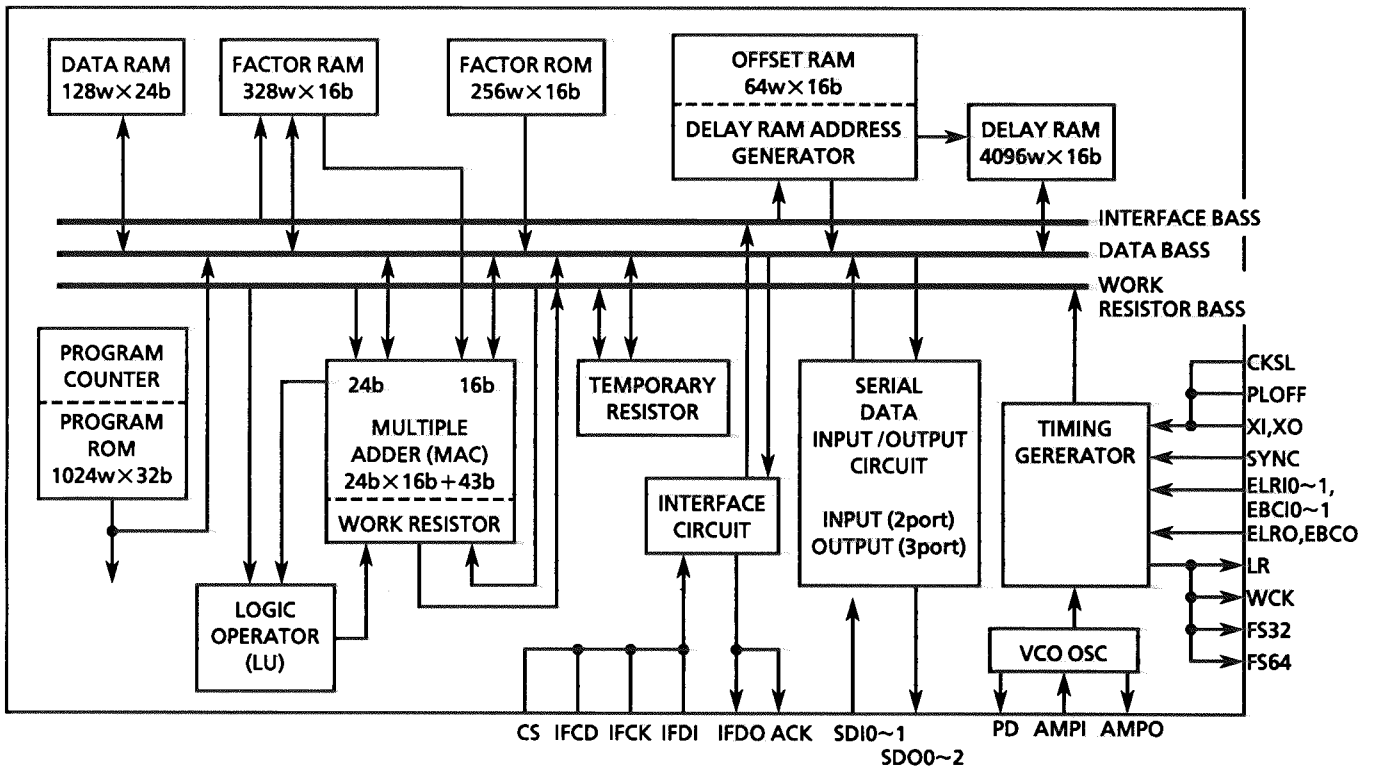 DATA RAM
128w×24b
FACTOR RAM
328w×16b
FACTOR ROM
256w×16b
OFFSET RAM
64w×16b
DELAY RAM ADDRESS
GENERATOR
DELAY RAM
4096w×16b
INTERFACE BASS
DATA BASS
WORK
RESISTOR BASS
PROGRAM
COUNTER
PROGRAM
ROM
1024w×32b
24b 16b
MULTIPLE
ADDER (MAC)
24b×16b+43b
WORK RESISTOR
TEMPORARY
RESISTOR
LOGIC
OPERATOR
(LU)
INTERFACE
CIRCUIT
SERIAL
DATA
INPUT /OUTPUT
CIRCUIT
INPUT (2port)
OUTPUT (3port)
TIMING
GERERATOR
VCO OSC
CKSL
PLOFF
XI,XO
SYNC
ELRI0~1,
EBCI0~1
ELRO,EBCO
LR
WCK
FS32
FS64
CS IFCD IFCK IFDI IFDO ACK SDI0~1
SDO0~2
PD AMPI AMPO